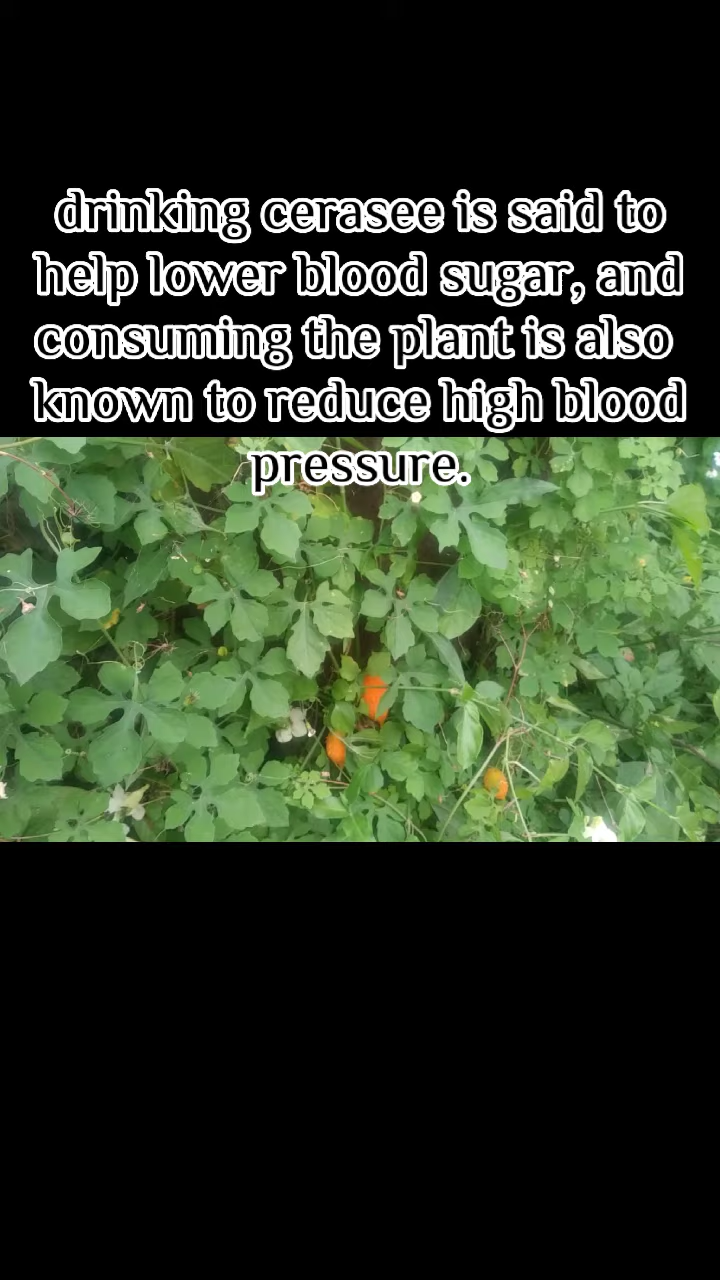 drinking cerasee is said to
help lower blood sugar, and
consuming the plant is also
known to reduce high blood
pressure.